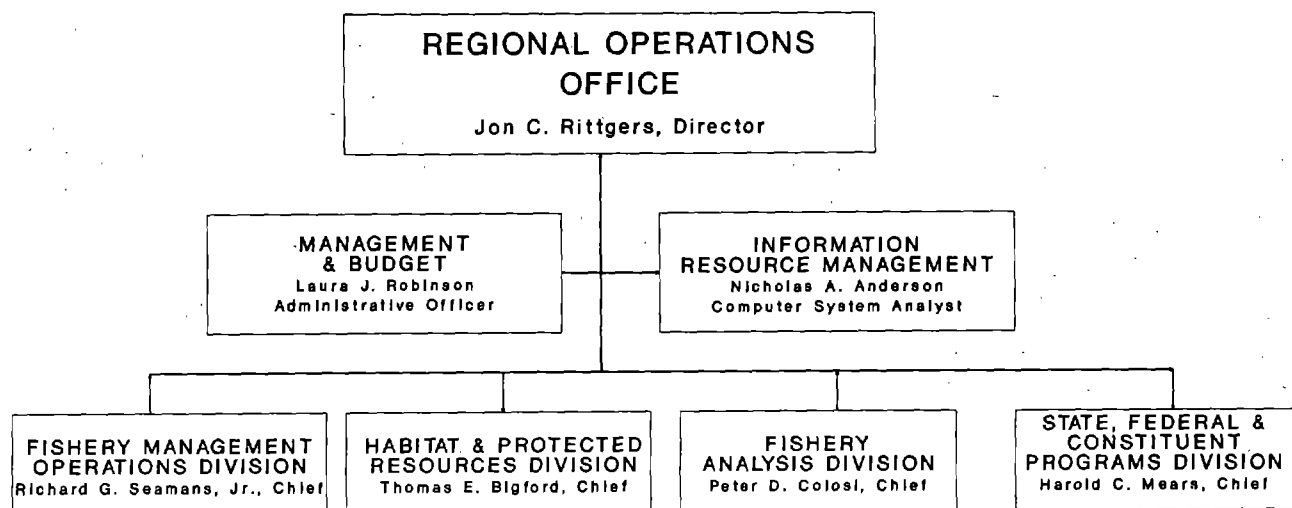 REGIONAL OPERATIONS
OFFICE
Jon C. Rittgers, Director
MANAGEMENT
& BUDGET
Laura J. Robinson
Administrative Officer
INFORMATION
RESOURCE MANAGEMENT
Nicholas A. Anderson
Computer System Analyst
FISHERY MANAGEMENT
OPERATIONS DIVISION
Richard G. Seamans, Jr., Chief
HABITAT & PROTECTED
RESOURCES DIVISION
Thomas E. Bigford, Chief
FISHERY
ANALYSIS DIVISION
Peter D. Colosi, Chief
STATE, FEDERAL &
CONSTITUENT
PROGRAMS DIVISION
Harold C. Mears, Chief